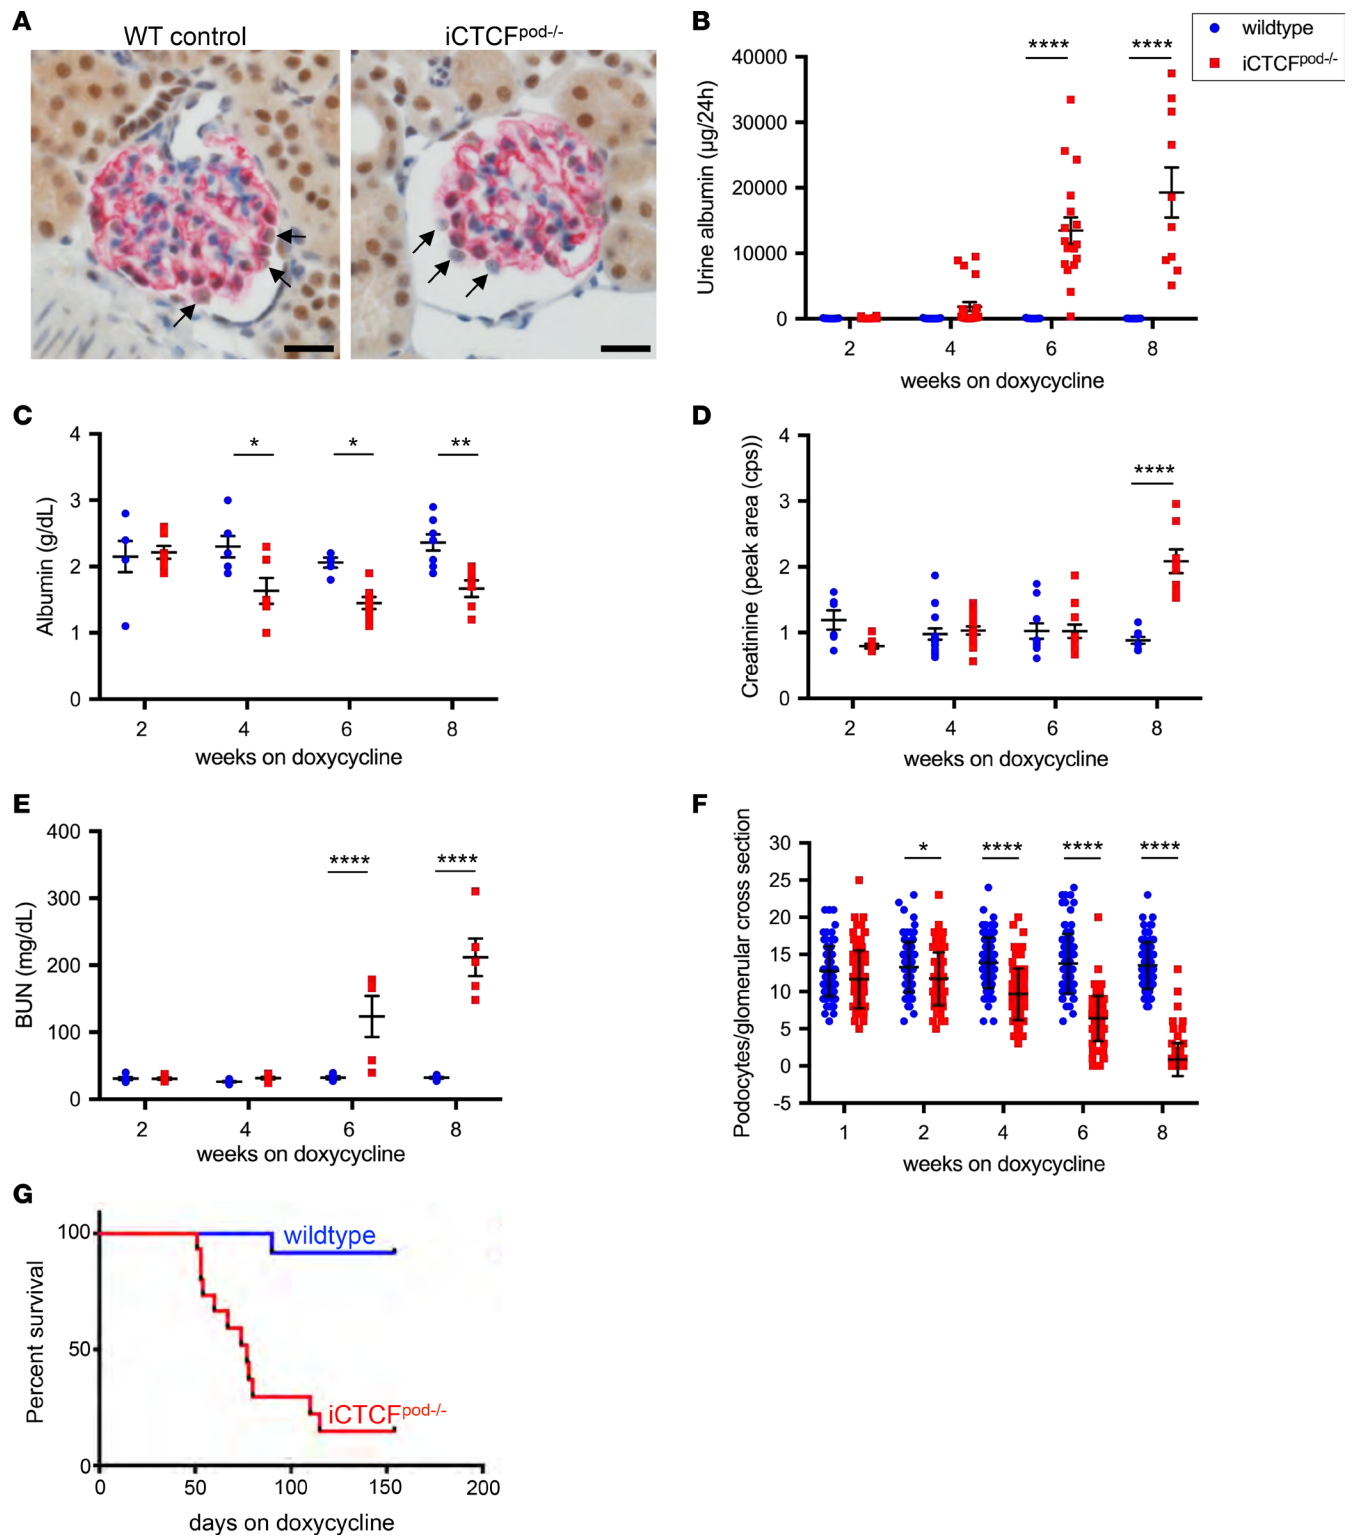 A
WT control
iCTCFpod-/-
B
wildtype
iCTCFpod-/-
**** ****
40000
30000
20000
10000
0
Urine albumin (µg/24h)
2 4 6 8
weeks on doxycycline
C
4
3
2
1
0
Albumin (g/dL)
* * **
2 4 6 8
weeks on doxycycline
D
4
3
2
1
0
Creatinine (peak area (cps))
****
2 4 6 8
weeks on doxycycline
E
400
300
200
100
0
BUN (mg/dL)
**** ****
2 4 6 8
weeks on doxycycline
F
30
25
20
15
10
5
0
-5
Podocytes/glomerular cross section
* **** **** ****
1 2 4 6 8
weeks on doxycycline
G
100
50
0
Percent survival
wildtype
iCTCFpod-/-
0 50 100 150 200
days on doxycycline